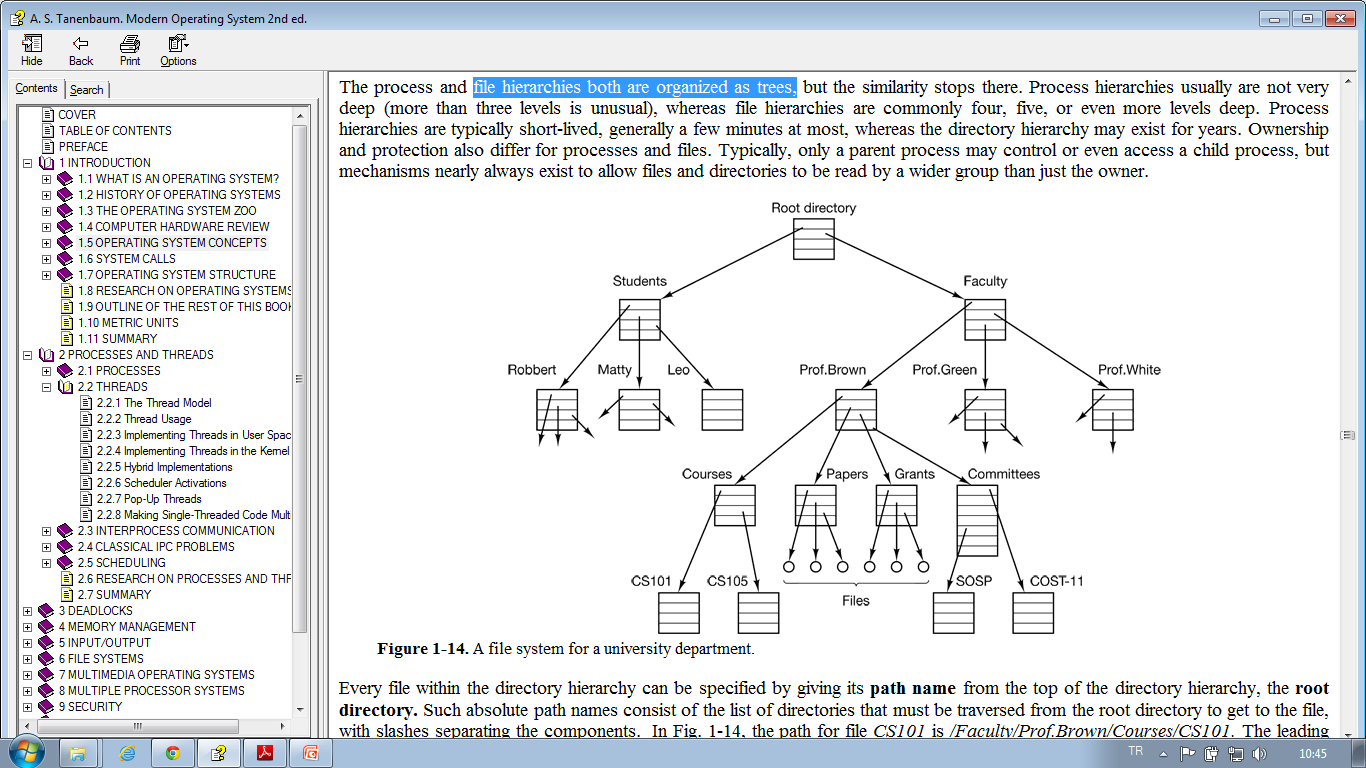 A. S. Tanenbaum. Modern Operating System 2nd ed.
Hide Back Print Options
Contents Search
COVER
TABLE OF CONTENTS
PREFACE
1 INTRODUCTION
1.1 WHAT IS AN OPERATING SYSTEM?
1.2 HISTORY OF OPERATING SYSTEMS
1.3 THE OPERATING SYSTEM ZOO
1.4 COMPUTER HARDWARE REVIEW
1.5 OPERATING SYSTEM CONCEPTS
1.6 SYSTEM CALLS
1.7 OPERATING SYSTEM STRUCTURE
1.8 RESEARCH ON OPERATING SYSTEMS
1.9 OUTLINE OF THE REST OF THIS BOOK
1.10 METRIC UNITS
1.11 SUMMARY
2 PROCESSES AND THREADS
2.1 PROCESSES
2.2 THREADS
2.2.1 The Thread Model
2.2.2 Thread Usage
2.2.3 Implementing Threads in User Spac
2.2.4 Implementing Threads in the Kernel
2.2.5 Hybrid Implementations
2.2.6 Scheduler Activations
2.2.7 Pop-Up Threads
2.2.8 Making Single-Threaded Code Mult
2.3 INTERPROCESS COMMUNICATION
2.4 CLASSICAL IPC PROBLEMS
2.5 SCHEDULING
2.6 RESEARCH ON PROCESSES AND THR
2.7 SUMMARY
3 DEADLOCKS
4 MEMORY MANAGEMENT
5 INPUT/OUTPUT
6 FILE SYSTEMS
7 MULTIMEDIA OPERATING SYSTEMS
8 MULTIPLE PROCESSOR SYSTEMS
9 SECURITY
The process and file hierarchies both are organized as trees, but the similarity stops there. Process hierarchies usually are not very
deep (more than three levels is unusual), whereas file hierarchies are commonly four, five, or even more levels deep. Process
hierarchies are typically short-lived, generally a few minutes at most, whereas the directory hierarchy may exist for years. Ownership
and protection also differ for processes and files. Typically, only a parent process may control or even access a child process, but
mechanisms nearly always exist to allow files and directories to be read by a wider group than just the owner.
Root directory
Students Faculty
Robbert Matty Leo Prof.Brown Prof.Green Prof.White
Courses Papers Grants Committees
CS101 CS105 SOSP COST-11
Files
Figure 1-14. A file system for a university department.
Every file within the directory hierarchy can be specified by giving its path name from the top of the directory hierarchy, the root
directory. Such absolute path names consist of the list of directories that must be traversed from the root directory to get to the file,
with slashes separating the components. In Fig. 1-14, the path for file CS101 is /Faculty/Prof.Brown/Courses/CS101. The leading
TR 10:45